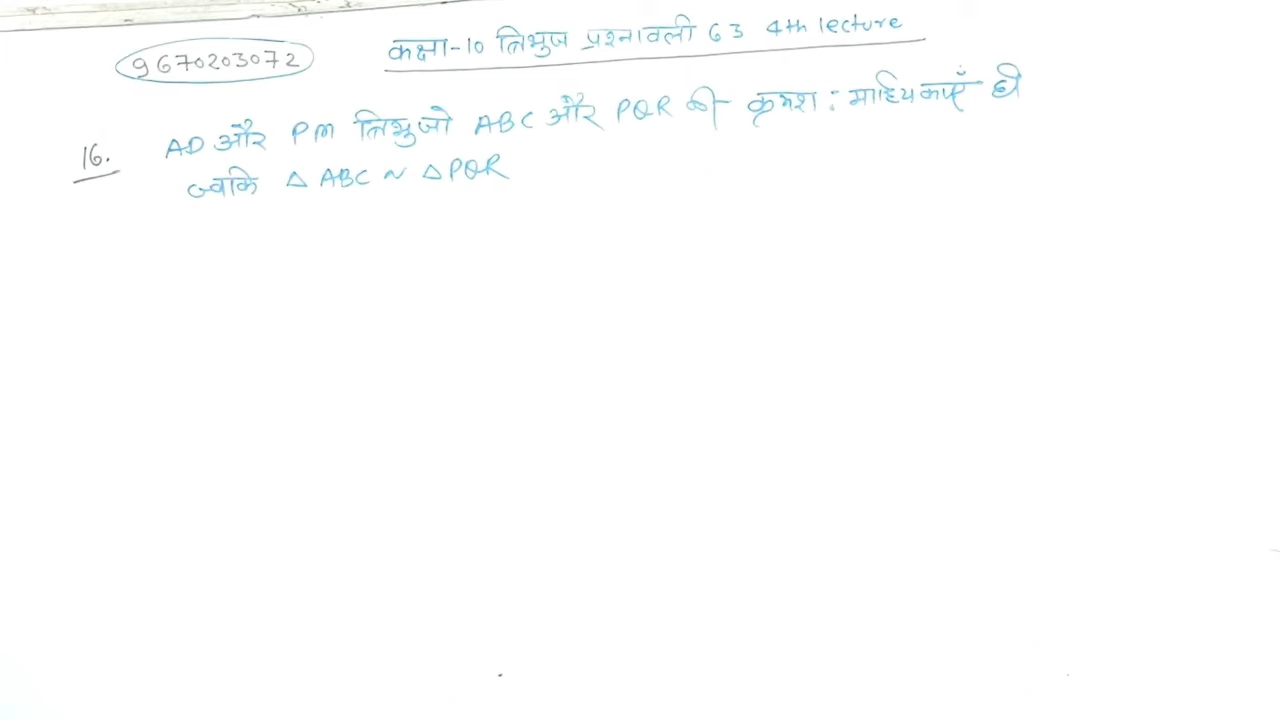 9670203072
कक्षा-10 त्रिभुज प्रश्नावली 6 3 4th lecture
16. AD और PM त्रिभुजो ABC और PQR की क्रमश: माध्यिकाएँ हो
जबकि △ ABC ~ △PQR